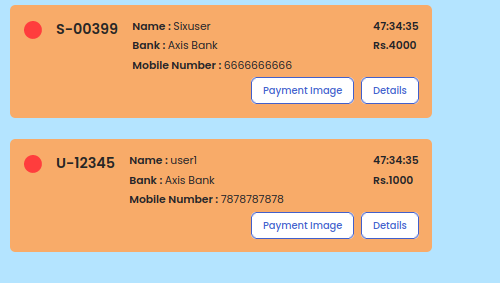 S-00399 Name : Sixuser 47:34:35
Bank : Axis Bank Rs.4000
Mobile Number : 6666666666
Payment Image Details
U-12345 Name : user1 47:34:35
Bank : Axis Bank Rs.1000
Mobile Number : 7878787878
Payment Image Details